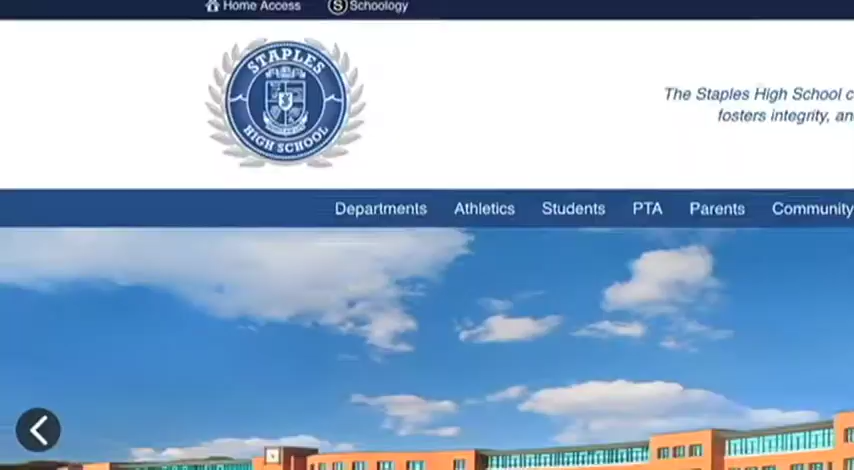 Home Access
S Schoology
STAPLES
HIGH SCHOOL
The Staples High School c
fosters integrity, an
Departments Athletics Students PTA Parents Community